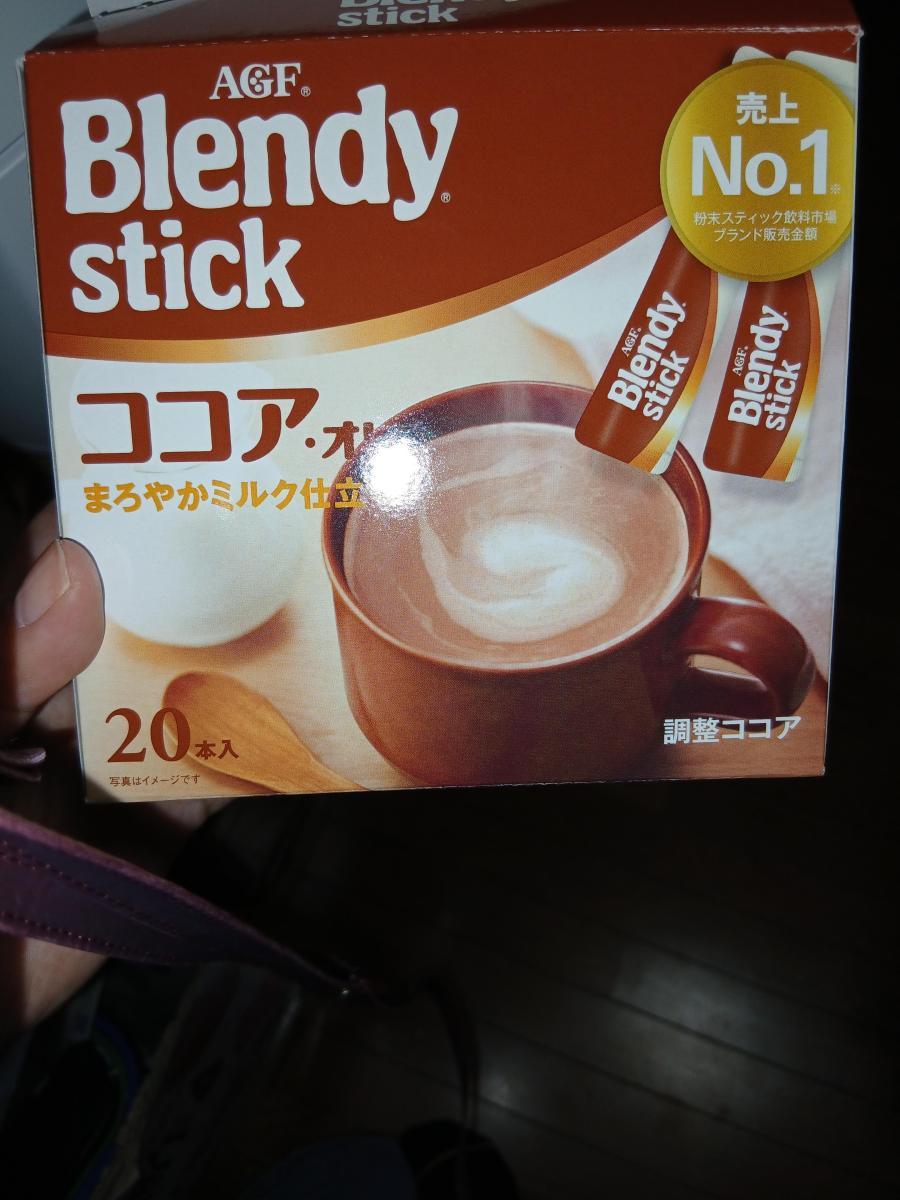 stick
AGF®
Blendy®
stick
売上
No.1※
粉末スティック飲料市場
ブランド販売金額
AGF®
Blendy®
stick
AGF®
Blendy®
stick
ココア・オ
まろやかミルク仕立
20本入
写真はイメージです
調整ココア